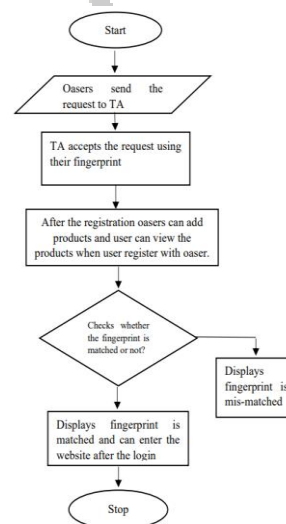 Start
Oasers send the
request to TA
TA accepts the request using
their fingerprint
After the registration oasers can add
products and user can view the
products when user register with oaser.
Checks whether
the fingerprint is
matched or not?
Displays
fingerprint is
mis-matched
Displays fingerprint is
matched and can enter the
website after the login
Stop